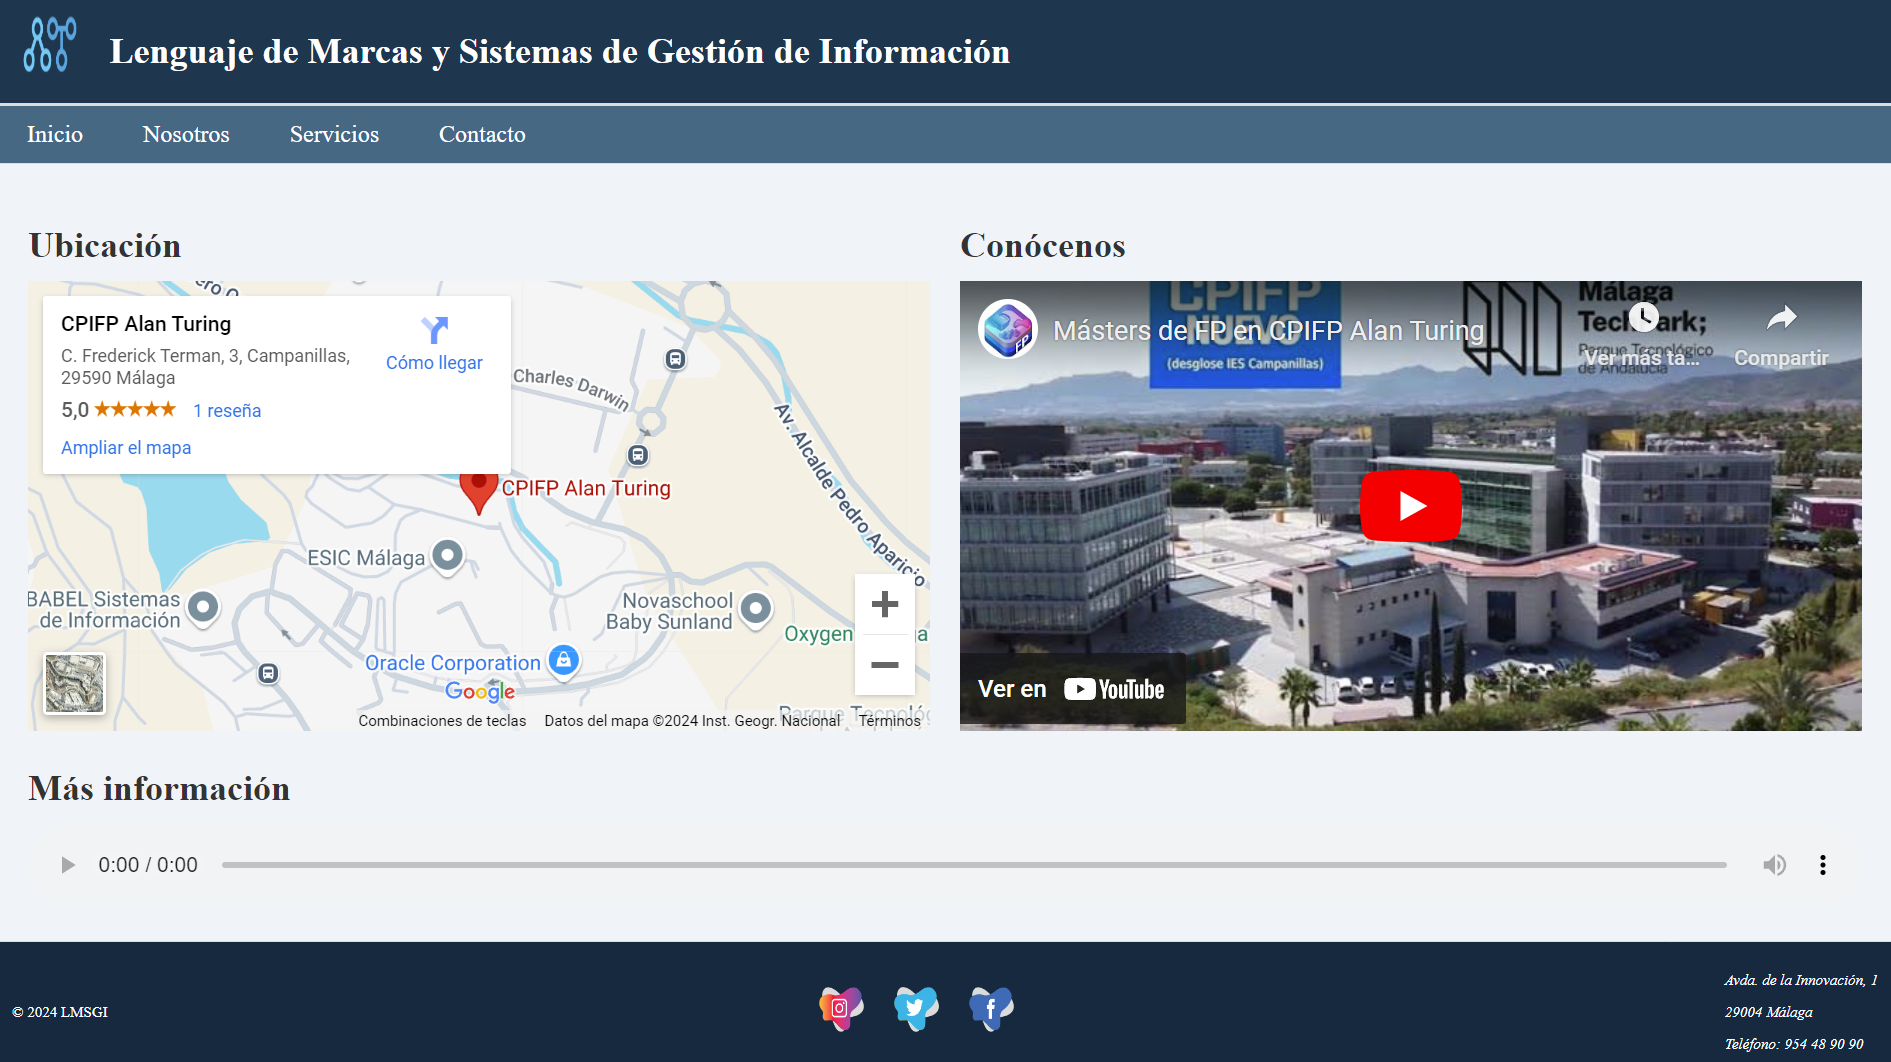 Lenguaje de Marcas y Sistemas de Gestión de Información
Inicio Nosotros Servicios Contacto
Ubicación
CPIFP Alan Turing
C. Frederick Terman, 3, Campanillas,
29590 Málaga
Cómo llegar
5,0 1 reseña
Ampliar el mapa
Charles Darwin
Av. Alcalde Pedro Aparicio
CPIFP Alan Turing
ESIC Málaga
BABEL Sistemas
de Información
Novaschool
Baby Sunland
Oxygen
Oracle Corporation
Google
Parque Tecnológ
Combinaciones de teclas Datos del mapa ©2024 Inst. Geogr. Nacional Términos
Conócenos
CPIFP
NUEVO
(desglose IES Campanillas)
Málaga
TechPark;
Parque Tecnológico
de Andalucía
FP
Másters de FP en CPIFP Alan Turing
Ver más ta...
Compartir
Ver en YouTube
Más información
0:00 / 0:00
© 2024 LMSGI
Avda. de la Innovación, 1
29004 Málaga
Teléfono: 954 48 90 90